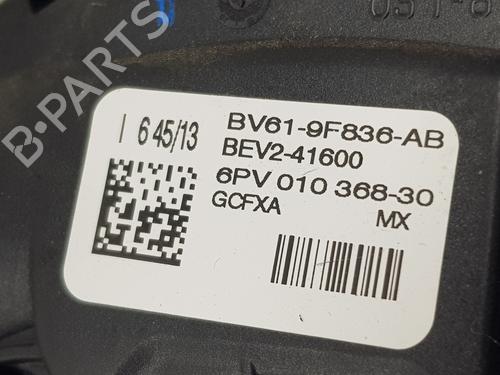 B-PARTS
I 6 45/13
BV61-9F836-AB
BEV2-41600
6PV 010 368-30
GCFXA MX